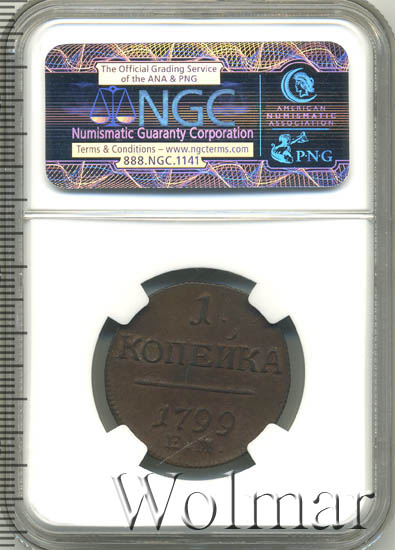 The Official Grading Service
of the ANA & PNG
NGC
Numismatic Guaranty Corporation
Terms & Conditions – www.ngcterms.com
888.NGC.1141
AMERICAN
NUMISMATIC
ASSOCIATION
P·N·G
1
КОПЕЙКА
1799
Е.М.
Wolmar